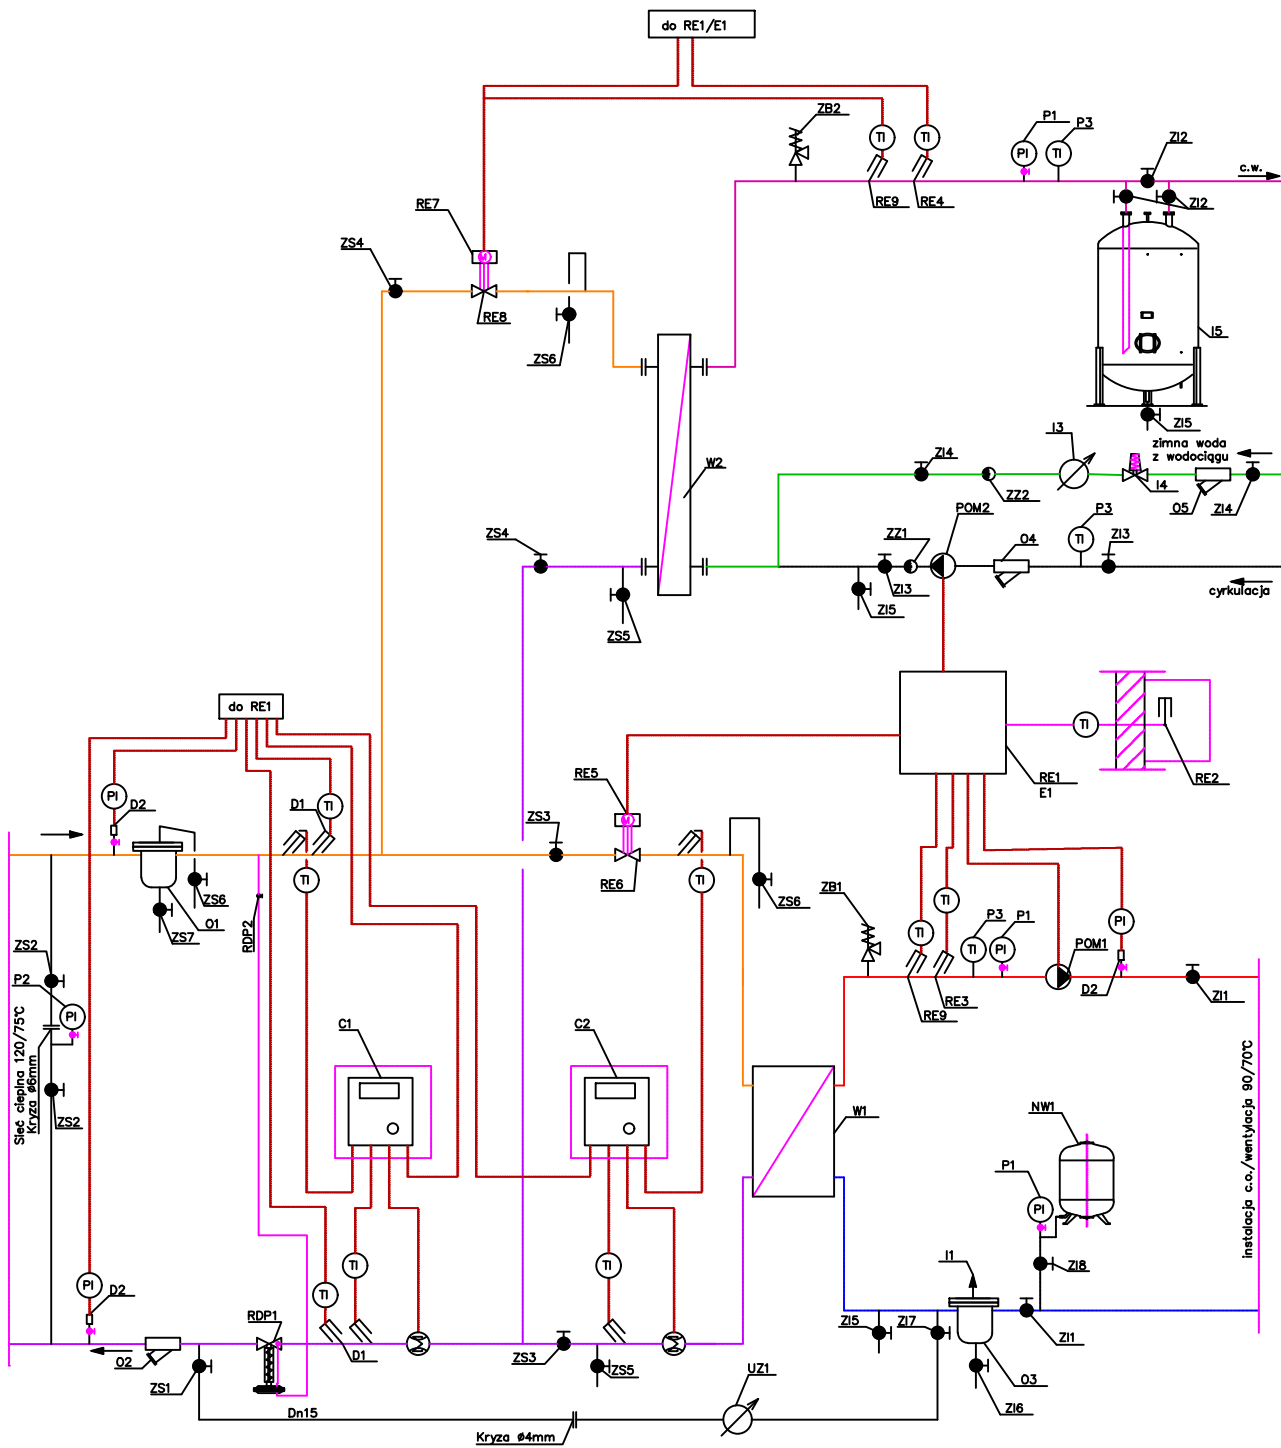 do RE1/E1
ZB2
P1
P3
ZI2
TI
TI
PI
TI
c.w.
RE9
RE4
ZI2
RE7
ZS4
M
RE8
ZS6
I5
ZI5
I3
zimna woda
z wodociągu
ZI4
W2
ZZ2
I4
O5
ZI4
POM2
P3
ZS4
ZZ1
O4
TI
ZI3
ZI3
ZI5
cyrkulacja
ZS5
do RE1
TI
RE1
E1
RE2
RE5
PI
D2
D1
TI
ZS3
M
RE6
TI
TI
ZS6
O1
ZS7
RDP2
ZS6
ZB1
TI
TI
P3
P1
PI
TI
PI
POM1
D2
ZI1
RE3
RE9
ZS2
P2
PI
Sieć cieplna 120/75°C
Kryza ø6mm
ZS2
C1
C2
W1
NW1
instalacja c.o./wentylacja 90/70°C
P1
PI
ZI8
I1
PI
D2
TI
TI
TI
RDP1
O2
ZS1
D1
ZS3
ZS5
ZI5
ZI7
ZI1
O3
ZI6
UZ1
Dn15
Kryza ø4mm